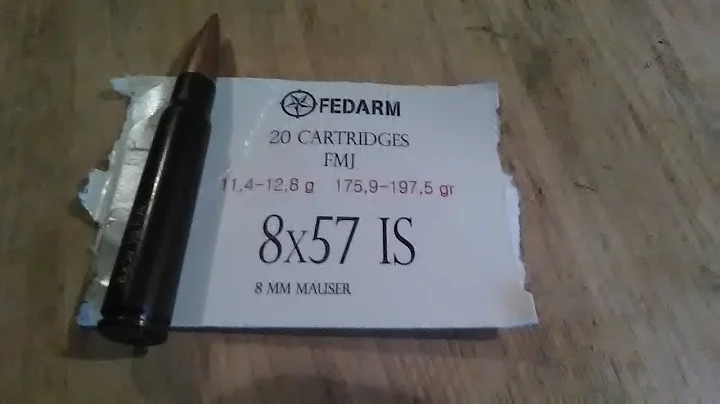 FEDARM
20 CARTRIDGES
FMJ
11,4-12,8 g 175,9-197,5 gr
8x57 IS
8 MM MAUSER